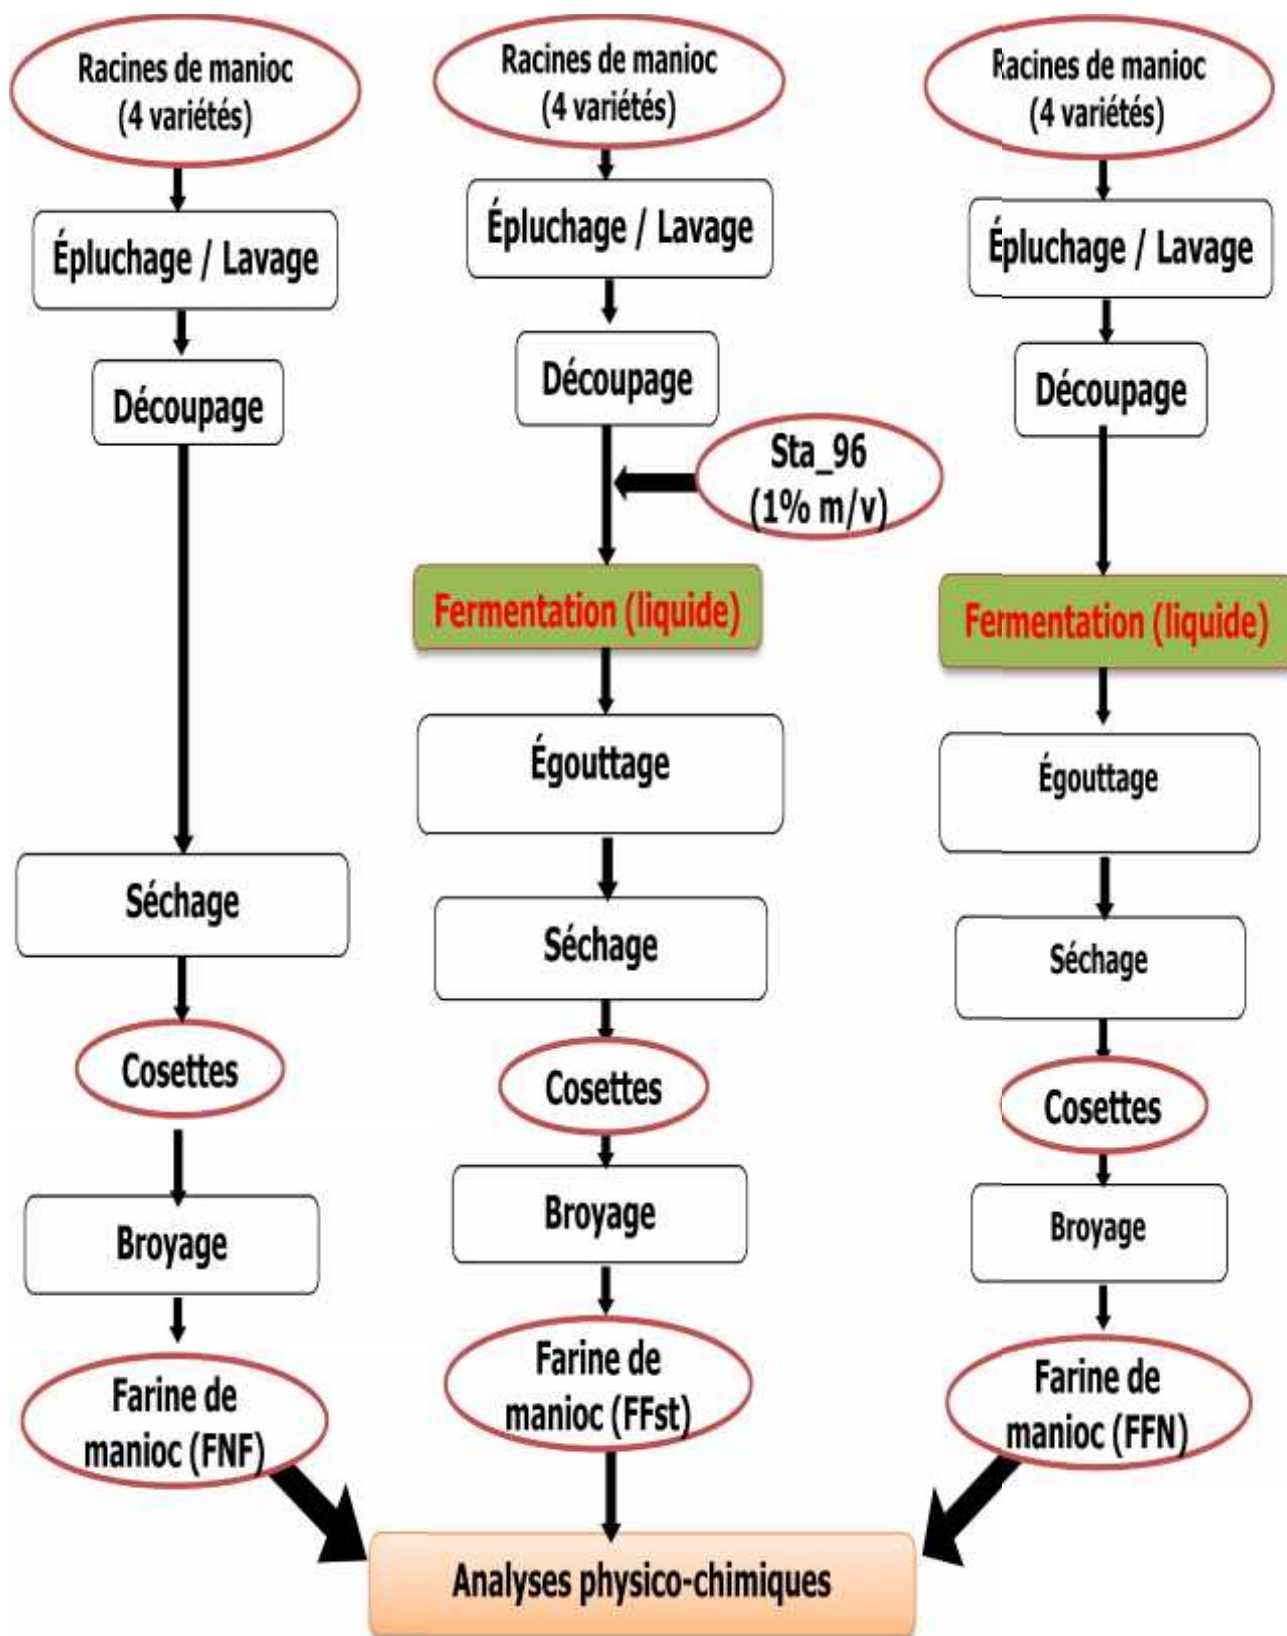 Racines de manioc
(4 variétés)
Épluchage / Lavage
Découpage
Séchage
Cosettes
Broyage
Farine de
manioc (FNF)
Racines de manioc
(4 variétés)
Épluchage / Lavage
Découpage
Sta_96
(1% m/v)
Fermentation (liquide)
Égouttage
Séchage
Cosettes
Broyage
Farine de
manioc (FFst)
Racines de manioc
(4 variétés)
Épluchage / Lavage
Découpage
Fermentation (liquide)
Égouttage
Séchage
Cosettes
Broyage
Farine de
manioc (FFN)
Analyses physico-chimiques